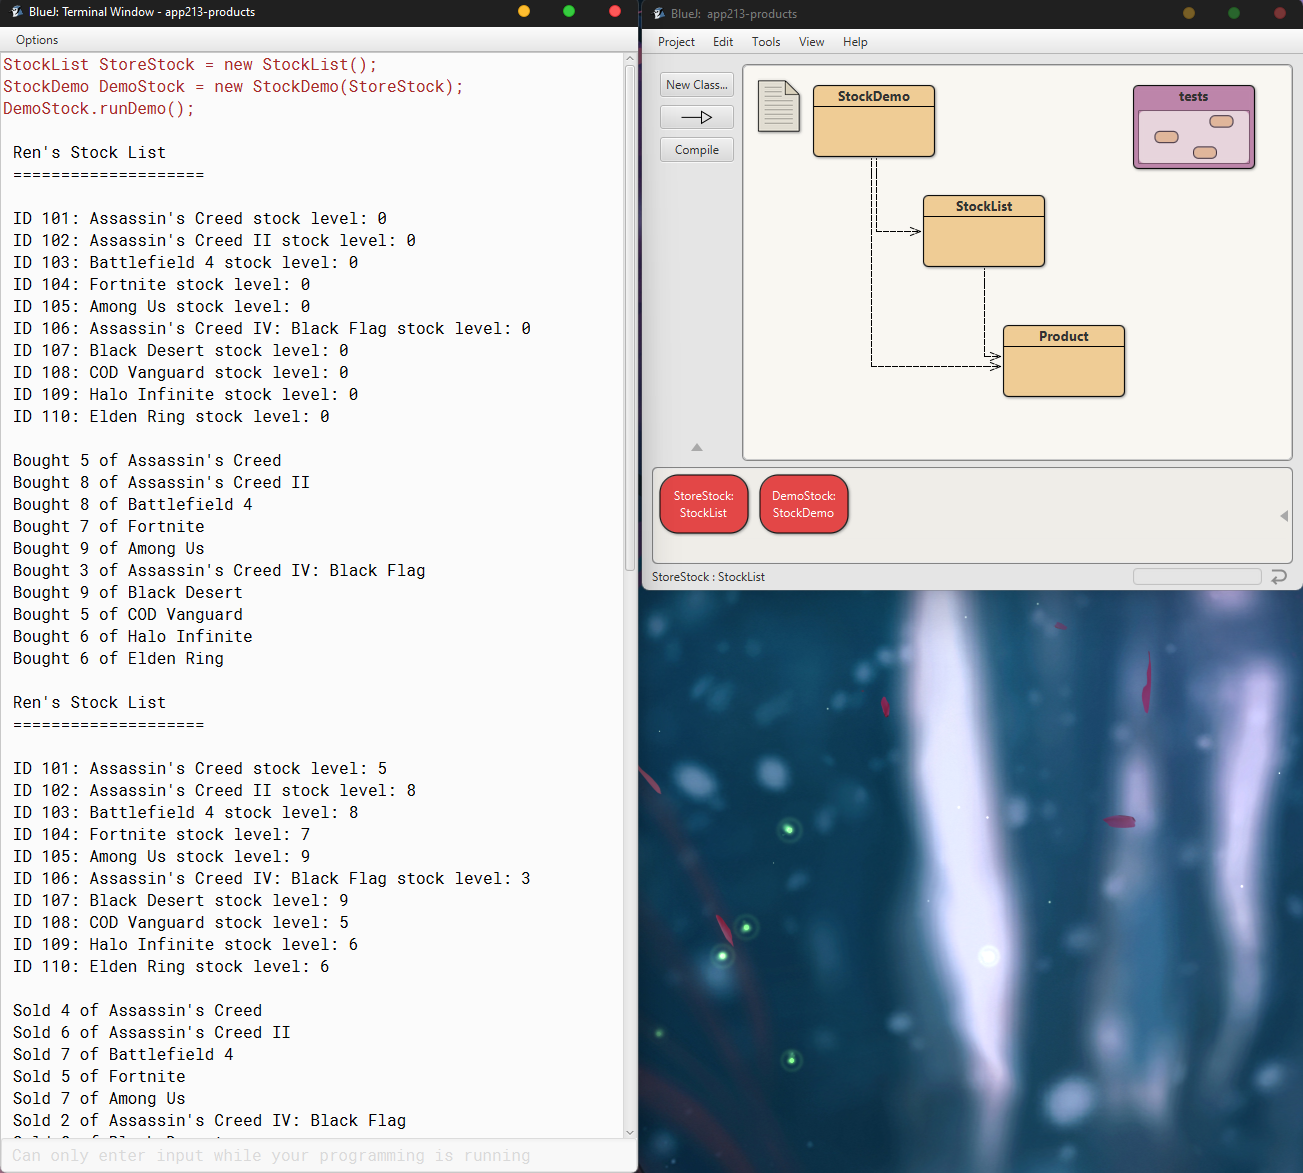 BlueJ: Terminal Window - app213-products
Options
StockList StoreStock = new StockList();
StockDemo DemoStock = new StockDemo(StoreStock);
DemoStock.runDemo();
Ren's Stock List
====================
ID 101: Assassin's Creed stock level: 0
ID 102: Assassin's Creed II stock level: 0
ID 103: Battlefield 4 stock level: 0
ID 104: Fortnite stock level: 0
ID 105: Among Us stock level: 0
ID 106: Assassin's Creed IV: Black Flag stock level: 0
ID 107: Black Desert stock level: 0
ID 108: COD Vanguard stock level: 0
ID 109: Halo Infinite stock level: 0
ID 110: Elden Ring stock level: 0
Bought 5 of Assassin's Creed
Bought 8 of Assassin's Creed II
Bought 8 of Battlefield 4
Bought 7 of Fortnite
Bought 9 of Among Us
Bought 3 of Assassin's Creed IV: Black Flag
Bought 9 of Black Desert
Bought 5 of COD Vanguard
Bought 6 of Halo Infinite
Bought 6 of Elden Ring
Ren's Stock List
====================
ID 101: Assassin's Creed stock level: 5
ID 102: Assassin's Creed II stock level: 8
ID 103: Battlefield 4 stock level: 8
ID 104: Fortnite stock level: 7
ID 105: Among Us stock level: 9
ID 106: Assassin's Creed IV: Black Flag stock level: 3
ID 107: Black Desert stock level: 9
ID 108: COD Vanguard stock level: 5
ID 109: Halo Infinite stock level: 6
ID 110: Elden Ring stock level: 6
Sold 4 of Assassin's Creed
Sold 6 of Assassin's Creed II
Sold 7 of Battlefield 4
Sold 5 of Fortnite
Sold 7 of Among Us
Sold 2 of Assassin's Creed IV: Black Flag
Can only enter input while your programming is running
BlueJ: app213-products
Project Edit Tools View Help
New Class...
Compile
StockDemo
tests
StockList
Product
StoreStock:
StockList
DemoStock:
StockDemo
StoreStock : StockList